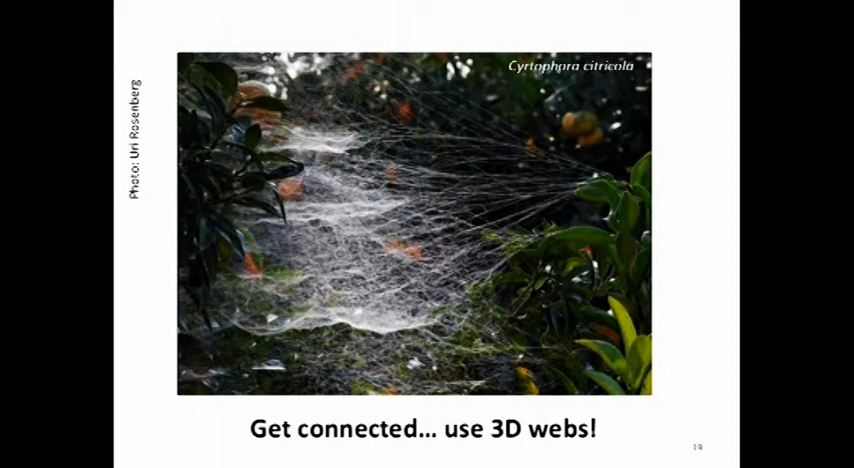 Cyrtophora citricola
Photo: Uri Rosenberg
Get connected... use 3D webs!
19